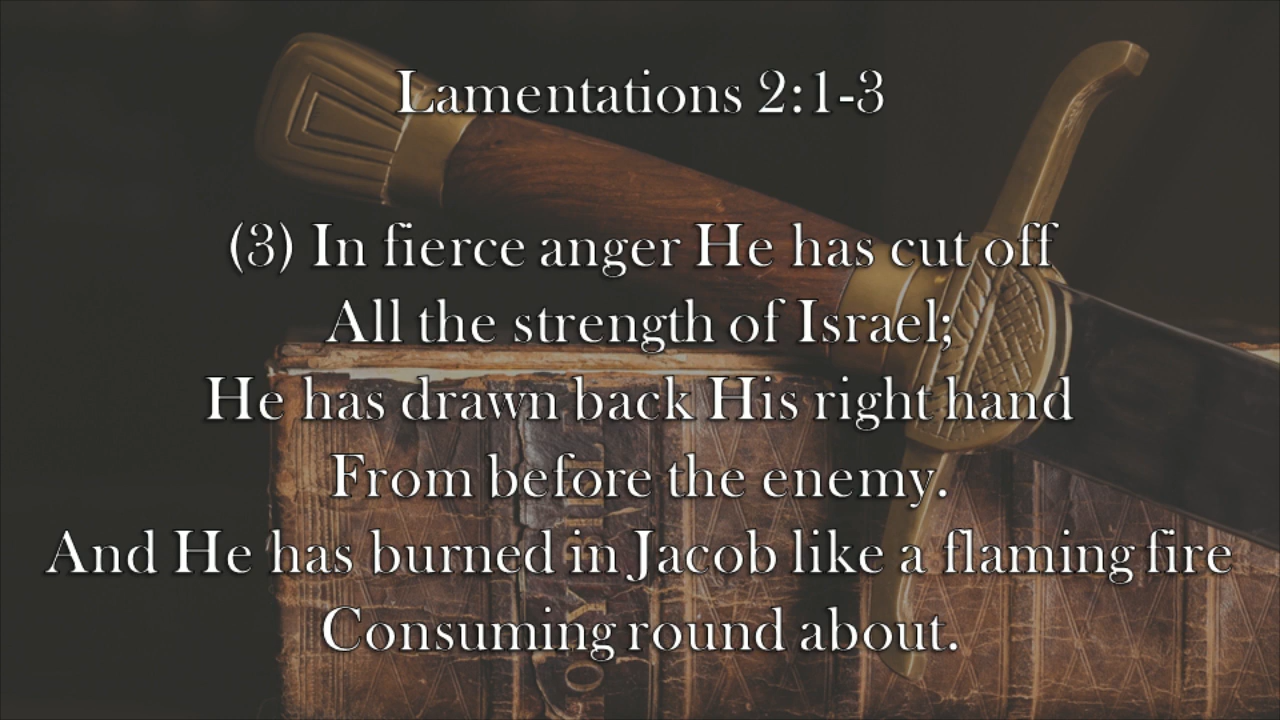 Lamentations 2:1-3
(3) In fierce anger He has cut off
All the strength of Israel;
He has drawn back His right hand
From before the enemy.
And He has burned in Jacob like a flaming fire
Consuming round about.